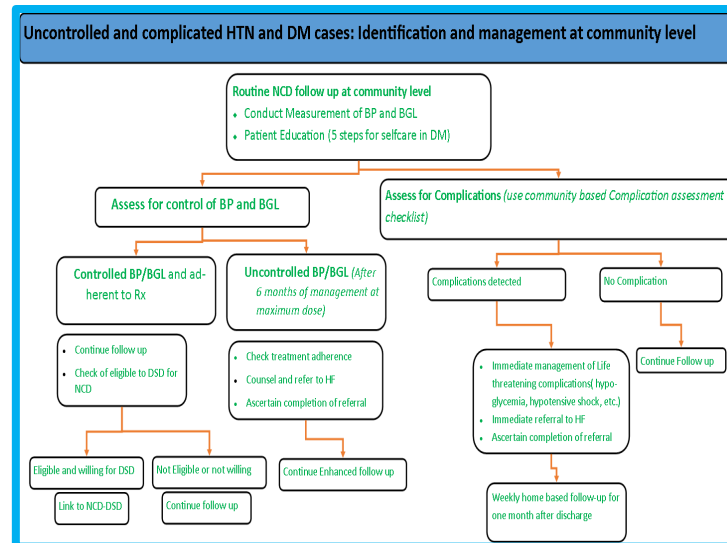 Uncontrolled and complicated HTN and DM cases: Identification and management at community level
Routine NCD follow up at community level
Conduct Measurement of BP and BGL
Patient Education (5 steps for selfcare in DM)
Assess for control of BP and BGL
Assess for Complications (use community based Complication assessment
checklist)
Controlled BP/BGL and ad-
herent to Rx
Uncontrolled BP/BGL (After
6 months of management at
maximum dose)
Complications detected
No Complication
Continue follow up
Check of eligible to DSD for
NCD
Check treatment adherence
Counsel and refer to HF
Ascertain completion of referral
Immediate management of Life
threatening complications( hypo-
glycemia, hypotensive shock, etc.)
Immediate referral to HF
Ascertain completion of referral
Continue Follow up
Eligible and willing for DSD
Not Eligible or not willing
Continue Enhanced follow up
Link to NCD-DSD
Continue follow up
Weekly home based follow-up for
one month after discharge